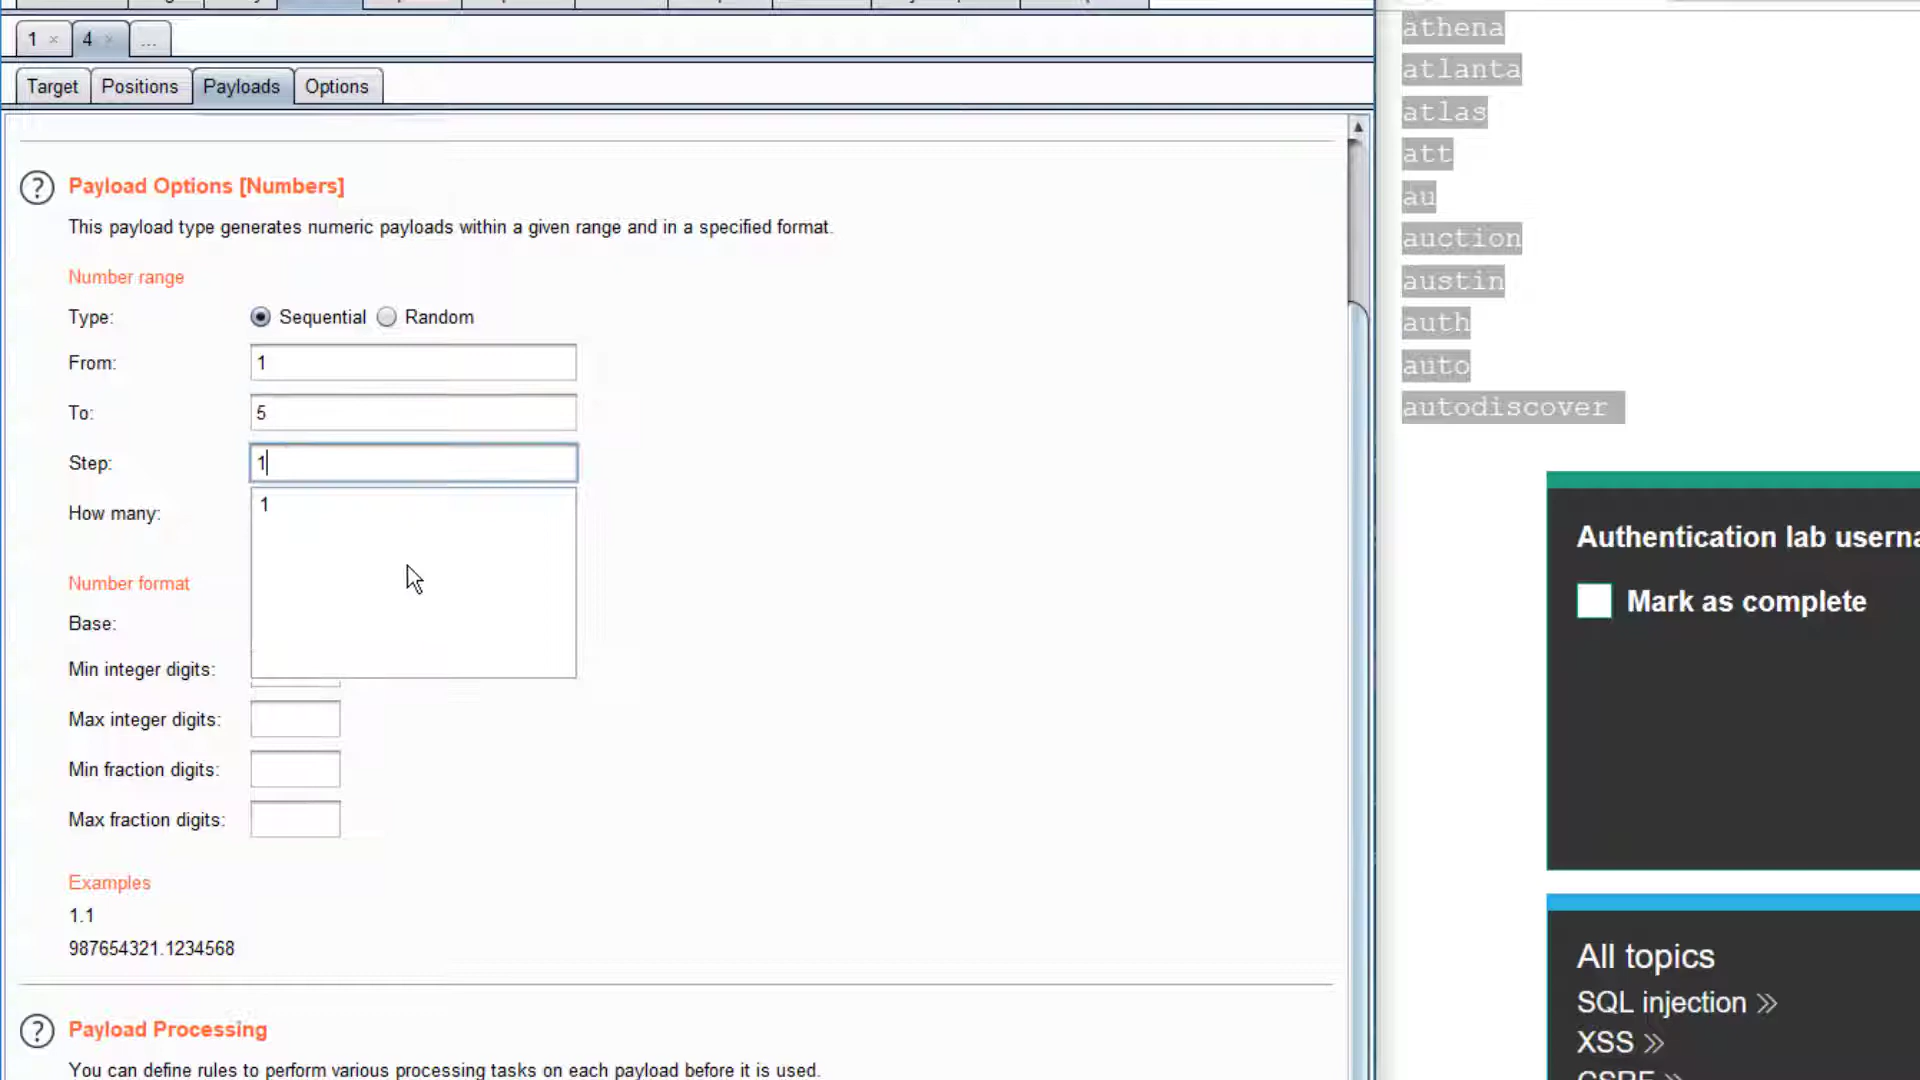 1 × 4 × ...
Target Positions Payloads Options
? Payload Options [Numbers]
This payload type generates numeric payloads within a given range and in a specified format.
Number range
Type: Sequential Random
From: 1
To: 5
Step: 1
1
How many:
Number format
Base:
Min integer digits:
Max integer digits:
Min fraction digits:
Max fraction digits:
Examples
1.1
987654321.1234568
? Payload Processing
You can define rules to perform various processing tasks on each payload before it is used.
athena
atlanta
atlas
att
au
auction
austin
auth
auto
autodiscover
Authentication lab userna
Mark as complete
All topics
SQL injection >>
XSS >>
CSRF >>